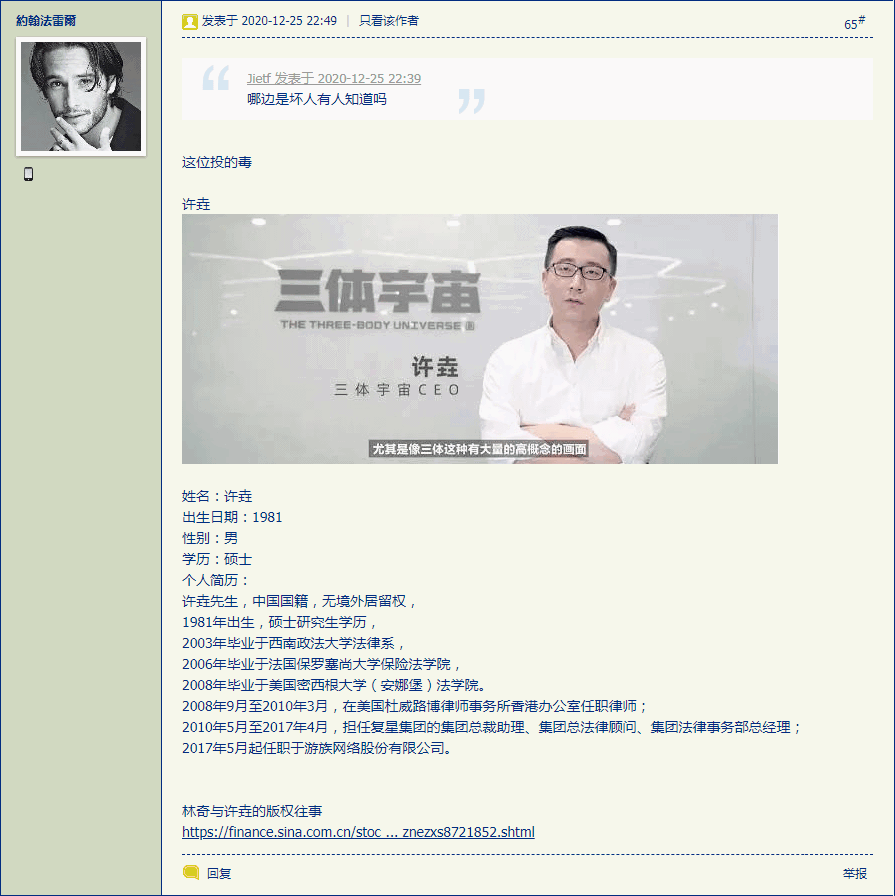 約翰法雷爾
发表于 2020-12-25 22:49 | 只看该作者
65#
Jietf 发表于 2020-12-25 22:39
哪边是坏人有人知道吗
这位投的毒
许垚
三体宇宙
THE THREE-BODY UNIVERSE
许垚
三体宇宙CEO
尤其是像三体这种有大量的高概念的画面
姓名：许垚
出生日期：1981
性别：男
学历：硕士
个人简历：
许垚先生，中国国籍，无境外居留权，
1981年出生，硕士研究生学历，
2003年毕业于西南政法大学法律系，
2006年毕业于法国保罗塞尚大学保险法学院，
2008年毕业于美国密西根大学（安娜堡）法学院。
2008年9月至2010年3月，在美国杜威路博律师事务所香港办公室任职律师；
2010年5月至2017年4月，担任复星集团的集团总裁助理、集团总法律顾问、集团法律事务部总经理；
2017年5月起任职于游族网络股份有限公司。
林奇与许垚的版权往事
https://finance.sina.com.cn/stoc ... znezxs8721852.shtml
回复
举报